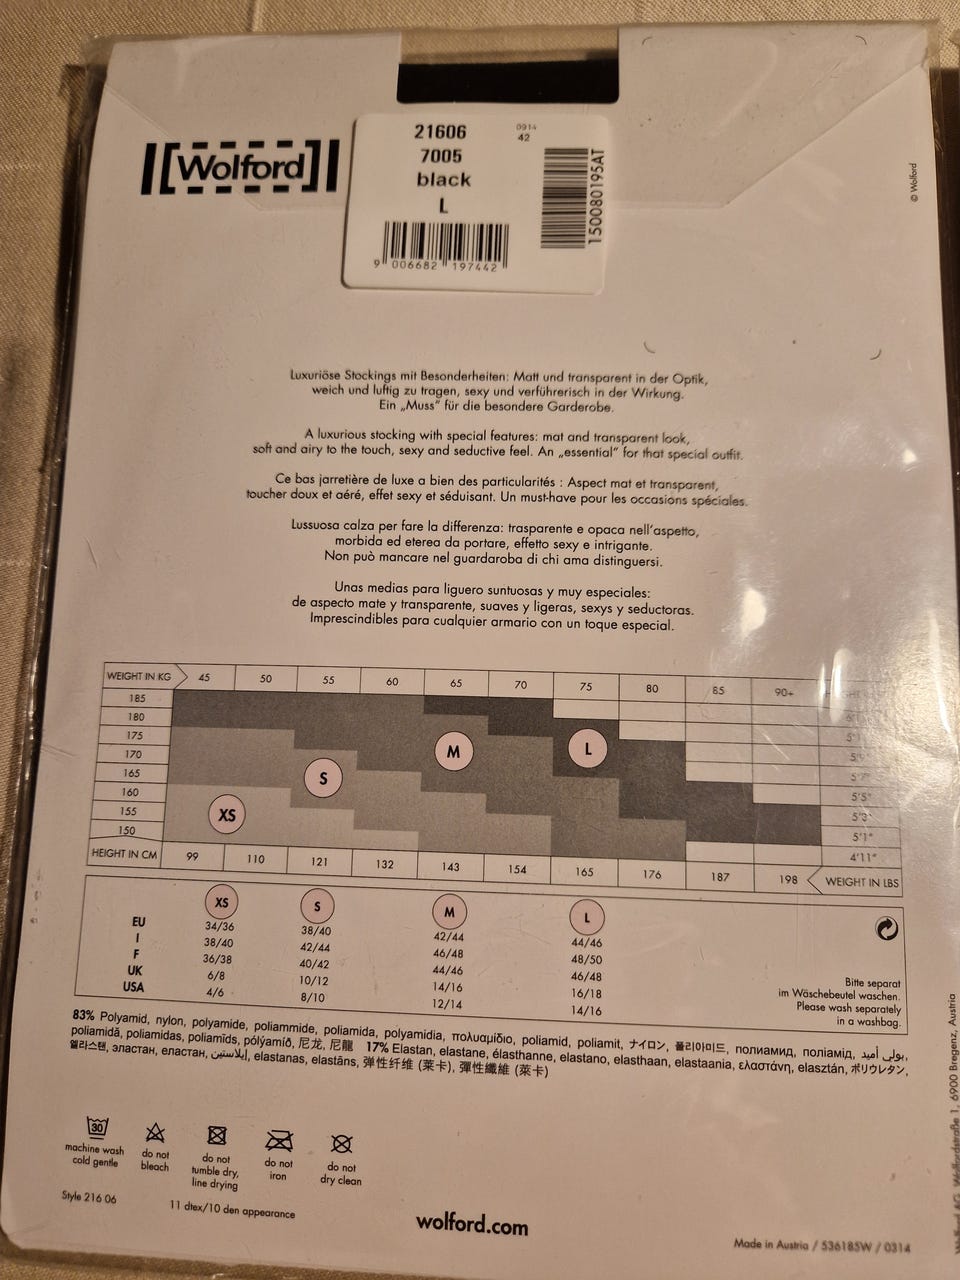 Wolford
21606
7005
black
L
0914
42
150080195AT
9 006682 197442
© Wolford
Luxuriöse Stockings mit Besonderheiten: Matt und transparent in der Optik,
weich und luftig zu tragen, sexy und verführerisch in der Wirkung.
Ein „Muss" für die besondere Garderobe.
A luxurious stocking with special features: mat and transparent look,
soft and airy to the touch, sexy and seductive feel. An „essential" for that special outfit.
Ce bas jarretière de luxe a bien des particularités : Aspect mat et transparent,
toucher doux et aéré, effet sexy et séduisant. Un must-have pour les occasions spéciales.
Lussuosa calza per fare la differenza: trasparente e opaca nell'aspetto,
morbida ed eterea da portare, effetto sexy e intrigante.
Non può mancare nel guardaroba di chi ama distinguersi.
Unas medias para liguero suntuosas y muy especiales:
de aspecto mate y transparente, suaves y ligeras, sexys y seductoras.
Imprescindibles para cualquier armario con un toque especial.
WEIGHT IN KG 45 50 55 60 65 70 75 80 85 90+
185
180
175 M L
170 S 5'7"
165 5'5"
160 XS 5'3"
155 5'1"
150 4'11"
HEIGHT IN CM 99 110 121 132 143 154 165 176 187 198 WEIGHT IN LBS
XS S M L
EU 34/36 38/40 42/44 44/46
I 38/40 42/44 46/48 48/50
F 36/38 40/42 44/46 46/48
UK 6/8 10/12 14/16 16/18
USA 4/6 8/10 12/14 14/16
Bitte separat
im Wäschebeutel waschen.
Please wash separately
in a washbag.
83% Polyamid, nylon, polyamide, poliammide, poliamida, polyamidia, πολυαμίδιο, poliamid, poliamit, ナイロン, 폴리아미드, полиамид, поліамід, بولي أميد,
poliamidă, poliamidas, poliamīds, pólýamíð, 尼龙, 尼龍 17% Elastan, elastane, élasthanne, elastano, elasthaan, elastaania, ελαστάνη, elasztán, ポリウレタン,
엘라스탠, эластан, еластан, إيلاستين, elastanas, elastāns, 弹性纤维 (莱卡), 彈性纖維 (萊卡)
30
machine wash
cold gentle
do not
bleach
do not
tumble dry,
line drying
do not
iron
do not
dry clean
Style 216 06
11 dtex/10 den appearance
wolford.com
Made in Austria / 536185W / 0314
Wolford AG, Wolfordstraße 1, 6900 Bregenz, Austria